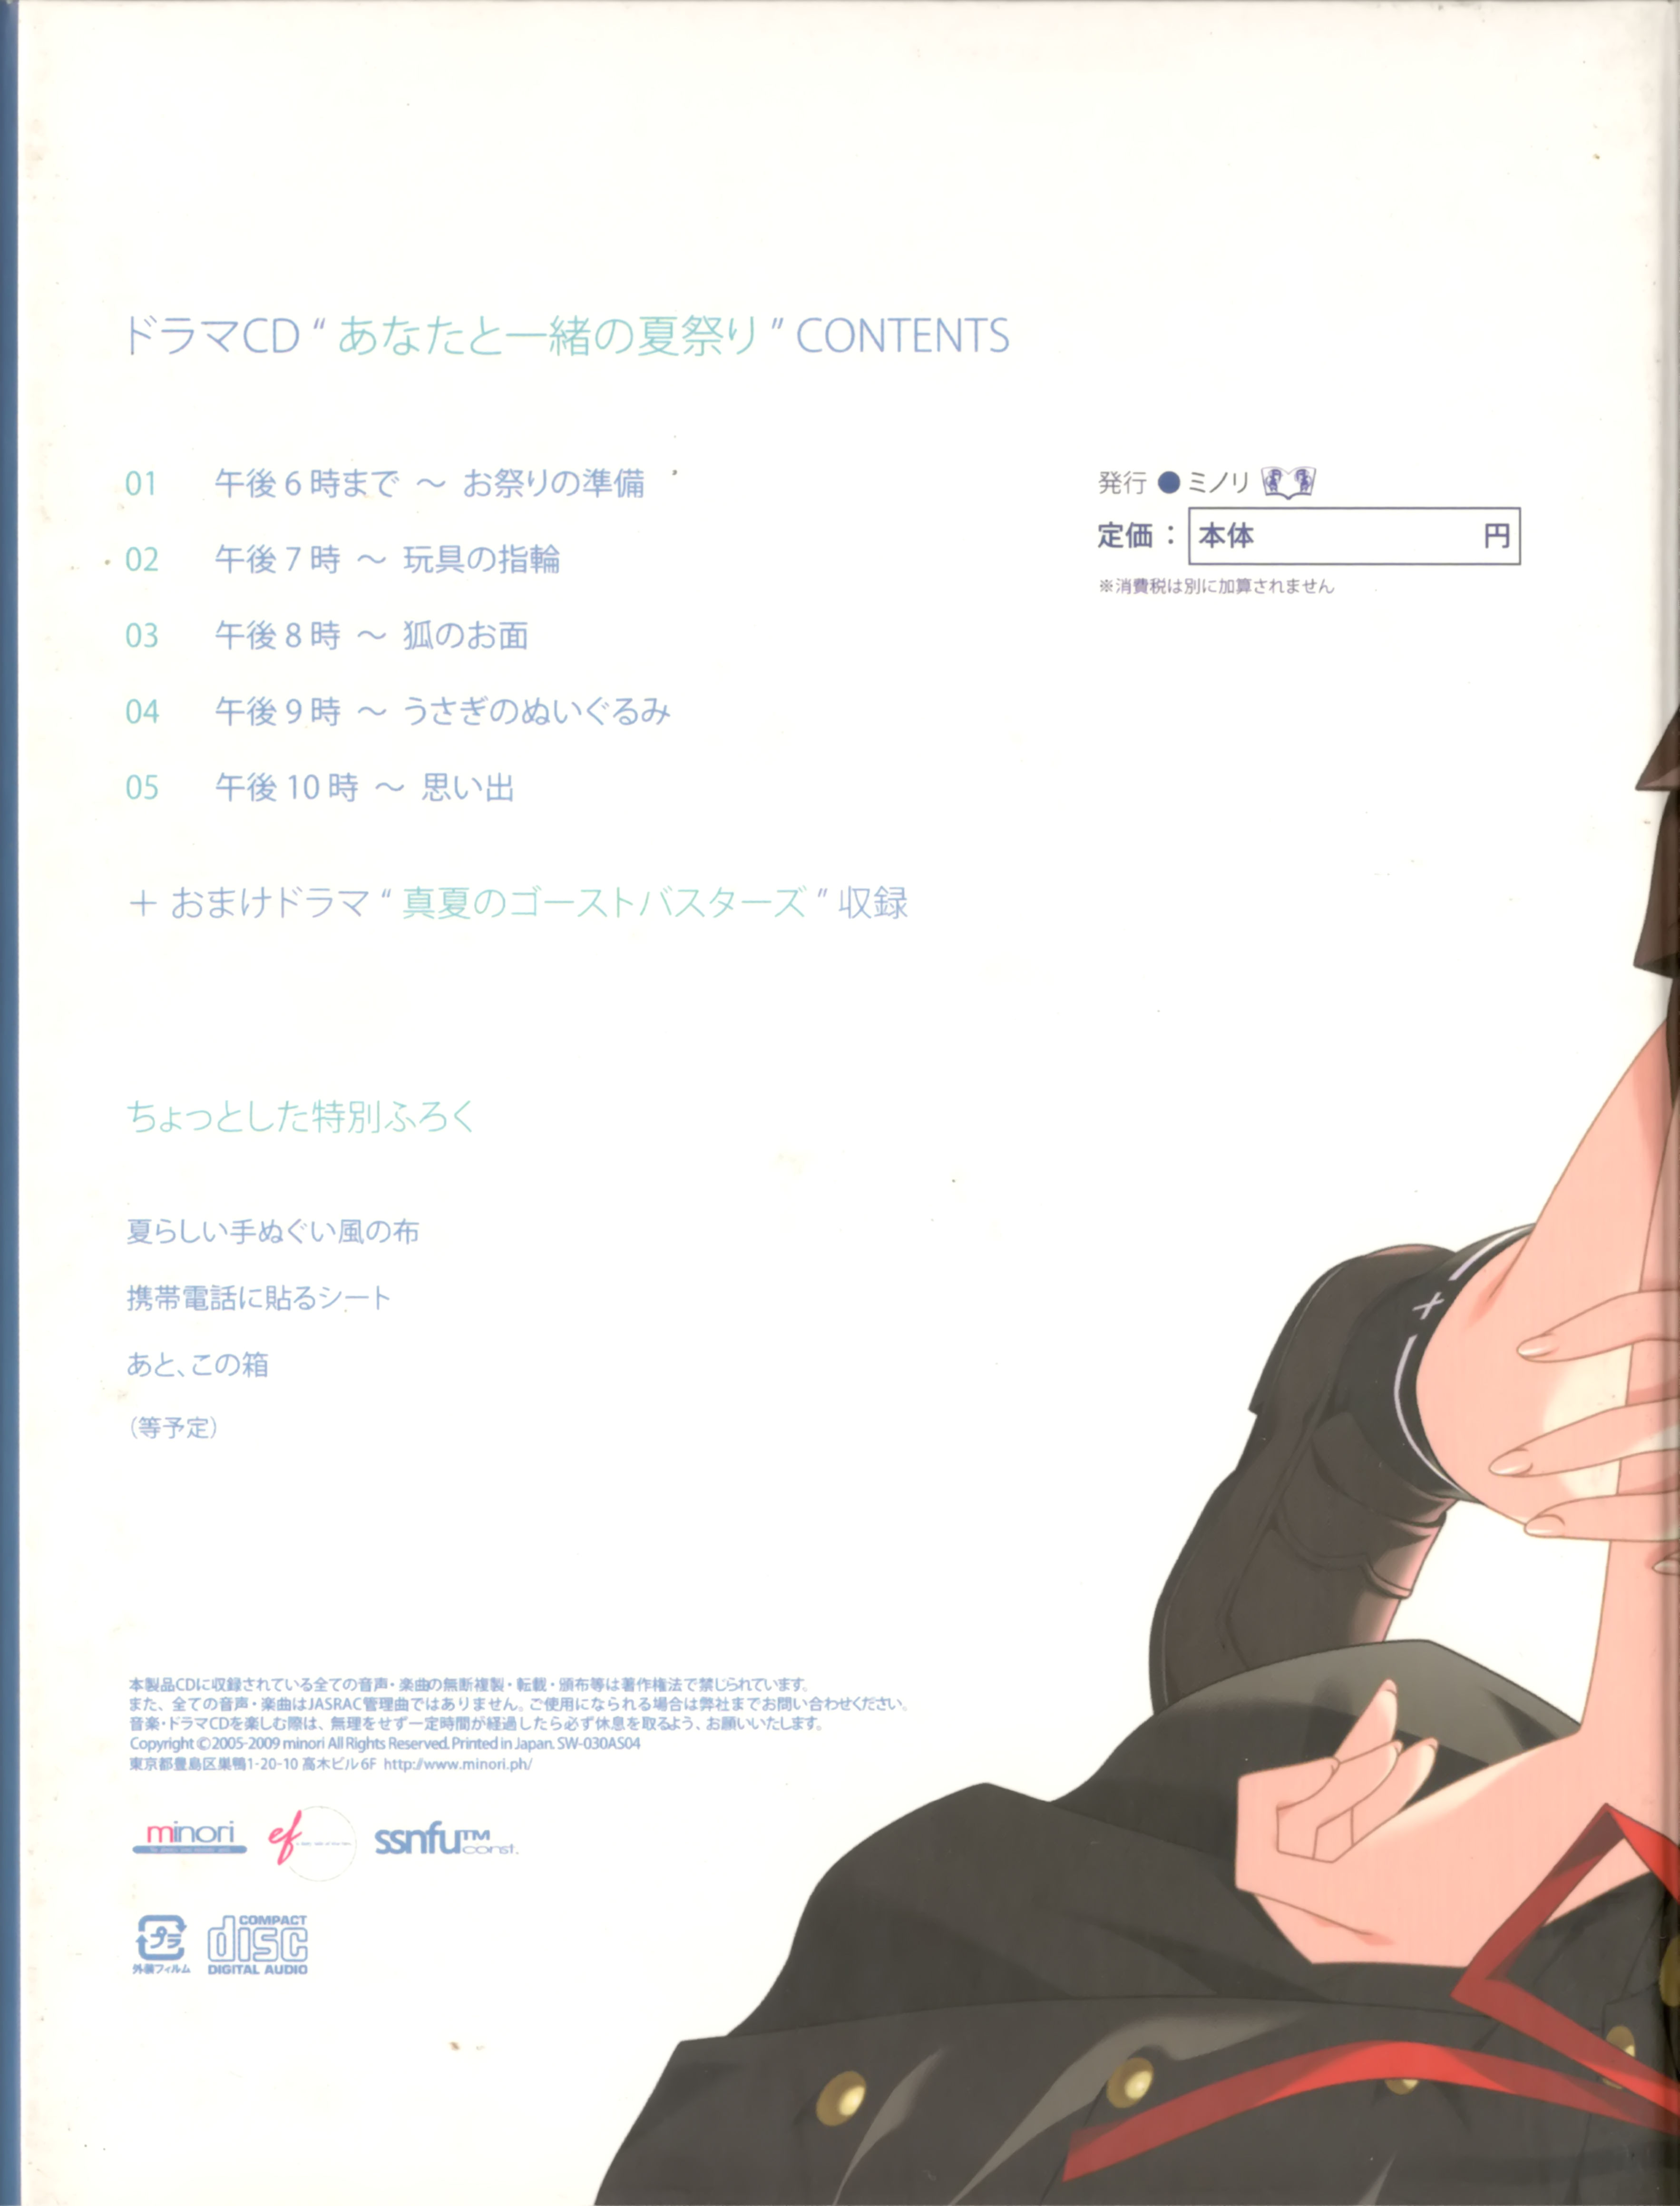 ドラマCD “あなたと一緒の夏祭り” CONTENTS
01 午後6時まで ～ お祭りの準備
02 午後7時 ～ 玩具の指輪
03 午後8時 ～ 狐のお面
04 午後9時 ～ うさぎのぬいぐるみ
05 午後10時 ～ 思い出
＋おまけドラマ “真夏のゴーストバスターズ” 収録
発行 ● ミノリ
定価：本体 円
※消費税は別に加算されません
ちょっとした特別ふろく
夏らしい手ぬぐい風の布
携帯電話に貼るシート
あと、この箱
（等予定）
本製品CDに収録されている全ての音声・楽曲の無断複製・転載・頒布等は著作権法で禁じられています。
また、全ての音声・楽曲はJASRAC管理曲ではありません。ご使用になられる場合は弊社までお問い合わせください。
音楽・ドラマCDを楽しむ際は、無理をせず一定時間が経過したら必ず休息を取るよう、お願いいたします。
Copyright ©2005-2009 minori All Rights Reserved. Printed in Japan. SW-030AS04
東京都豊島区巣鴨1-20-10 高木ビル6F http://www.minori.ph/
minori
ef
ssnfu™ const.
プラ
外装フィルム
COMPACT
disc
DIGITAL AUDIO